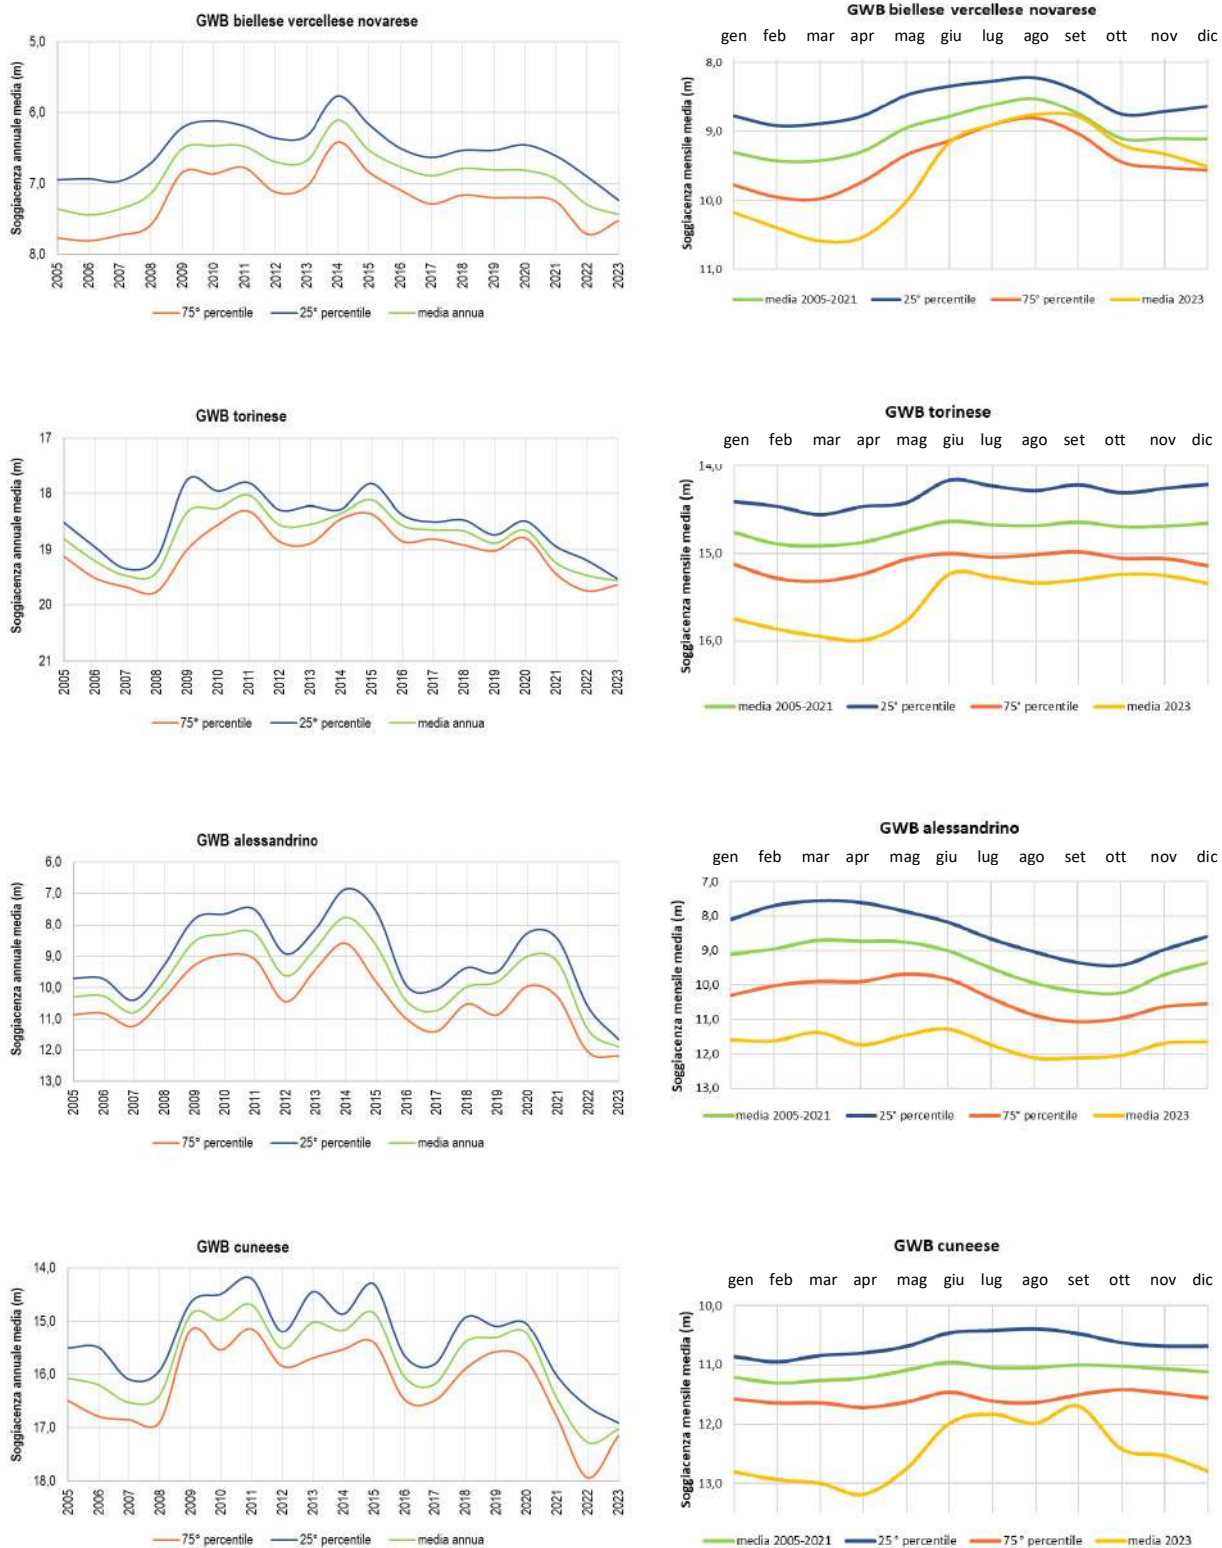 GWB biellese vercellese novarese
Soggiacenza annuale media (m)
5,0
6,0
7,0
8,0
2005 2006 2007 2008 2009 2010 2011 2012 2013 2014 2015 2016 2017 2018 2019 2020 2021 2022 2023
75° percentile 25° percentile media annua
GWB biellese vercellese novarese
gen feb mar apr mag giu lug ago set ott nov dic
Soggiacenza mensile media (m)
8,0
9,0
10,0
11,0
media 2005-2021 25° percentile 75° percentile media 2023
GWB torinese
Soggiacenza annuale media (m)
17
18
19
20
21
2005 2006 2007 2008 2009 2010 2011 2012 2013 2014 2015 2016 2017 2018 2019 2020 2021 2022 2023
75° percentile 25° percentile media annua
GWB torinese
gen feb mar apr mag giu lug ago set ott nov dic
Soggiacenza mensile media (m)
14,0
15,0
16,0
media 2005-2021 25° percentile 75° percentile media 2023
GWB alessandrino
Soggiacenza annuale media (m)
6,0
7,0
8,0
9,0
10,0
11,0
12,0
13,0
2005 2006 2007 2008 2009 2010 2011 2012 2013 2014 2015 2016 2017 2018 2019 2020 2021 2022 2023
75° percentile 25° percentile media annua
GWB alessandrino
gen feb mar apr mag giu lug ago set ott nov dic
Soggiacenza mensile media (m)
7,0
8,0
9,0
10,0
11,0
12,0
13,0
media 2005-2021 25° percentile 75° percentile media 2023
GWB cuneese
Soggiacenza annuale media (m)
14,0
15,0
16,0
17,0
18,0
2005 2006 2007 2008 2009 2010 2011 2012 2013 2014 2015 2016 2017 2018 2019 2020 2021 2022 2023
75° percentile 25° percentile media annua
GWB cuneese
gen feb mar apr mag giu lug ago set ott nov dic
Soggiacenza mensile media (m)
10,0
11,0
12,0
13,0
media 2005-2021 25° percentile 75° percentile media 2023